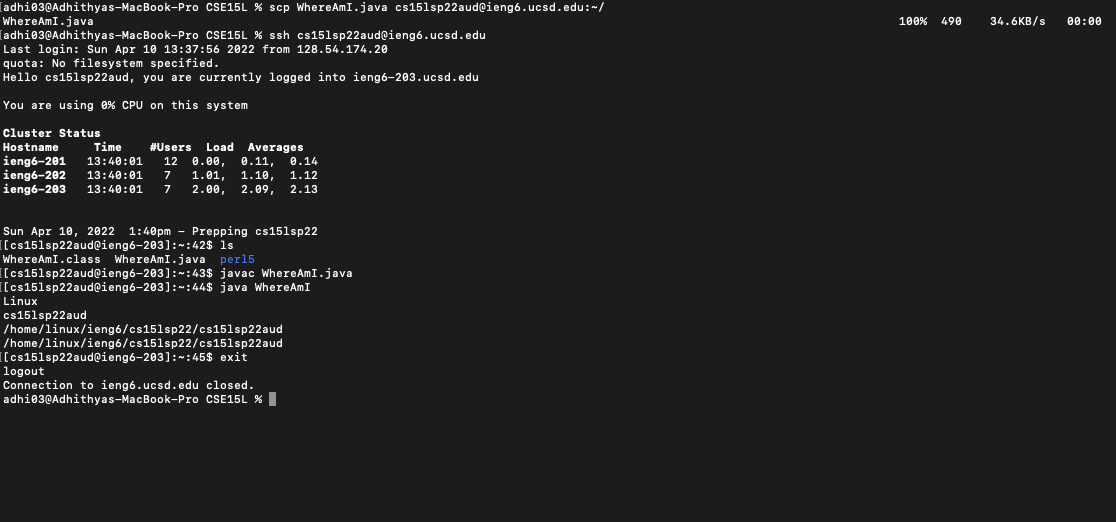 [adhi03@Adhithyas-MacBook-Pro CSE15L % scp WhereAmI.java cs15lsp22aud@ieng6.ucsd.edu:~/
WhereAmI.java 100% 490 34.6KB/s 00:00
[adhi03@Adhithyas-MacBook-Pro CSE15L % ssh cs15lsp22aud@ieng6.ucsd.edu
Last login: Sun Apr 10 13:37:56 2022 from 128.54.174.20
quota: No filesystem specified.
Hello cs15lsp22aud, you are currently logged into ieng6-203.ucsd.edu
You are using 0% CPU on this system
Cluster Status
Hostname Time #Users Load Averages
ieng6-201 13:40:01 12 0.00, 0.11, 0.14
ieng6-202 13:40:01 7 1.01, 1.10, 1.12
ieng6-203 13:40:01 7 2.00, 2.09, 2.13
Sun Apr 10, 2022 1:40pm - Prepping cs15lsp22
[[cs15lsp22aud@ieng6-203]:~:42$ ls
WhereAmI.class WhereAmI.java perl5
[[cs15lsp22aud@ieng6-203]:~:43$ javac WhereAmI.java
[[cs15lsp22aud@ieng6-203]:~:44$ java WhereAmI
Linux
cs15lsp22aud
/home/linux/ieng6/cs15lsp22/cs15lsp22aud
/home/linux/ieng6/cs15lsp22/cs15lsp22aud
[[cs15lsp22aud@ieng6-203]:~:45$ exit
logout
Connection to ieng6.ucsd.edu closed.
adhi03@Adhithyas-MacBook-Pro CSE15L %